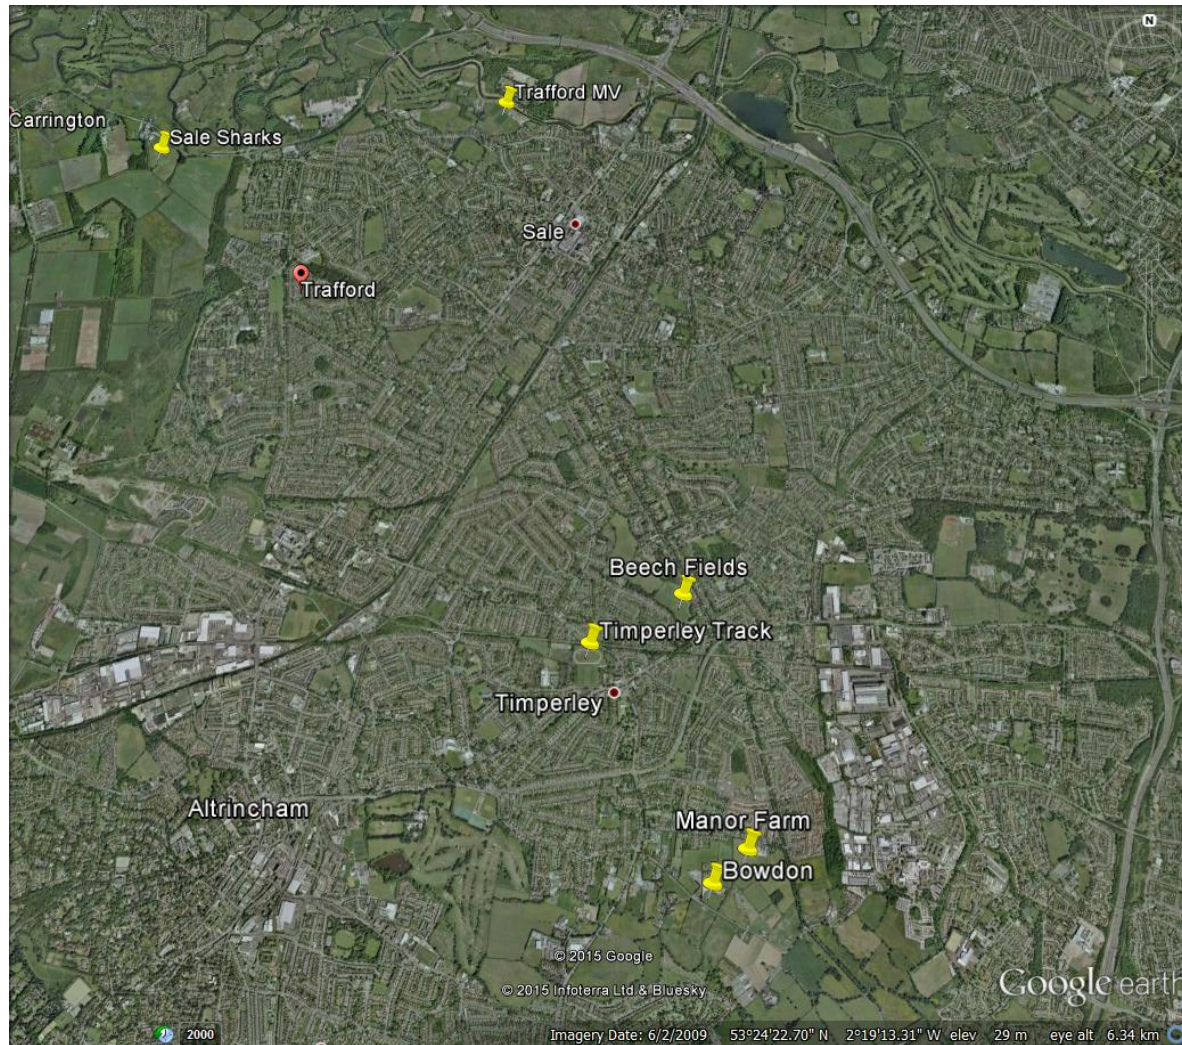 N
Trafford MV
Carrington
Sale Sharks
Sale
Trafford
Beech Fields
Timperley Track
Timperley
Altrincham
Manor Farm
Bowdon
© 2015 Google
Google earth
© 2015 Infoterra Ltd & Bluesky
2000
Imagery Date: 6/2/2009 53°24'22.70" N 2°19'13.31" W elev 29 m eye alt 6.34 km